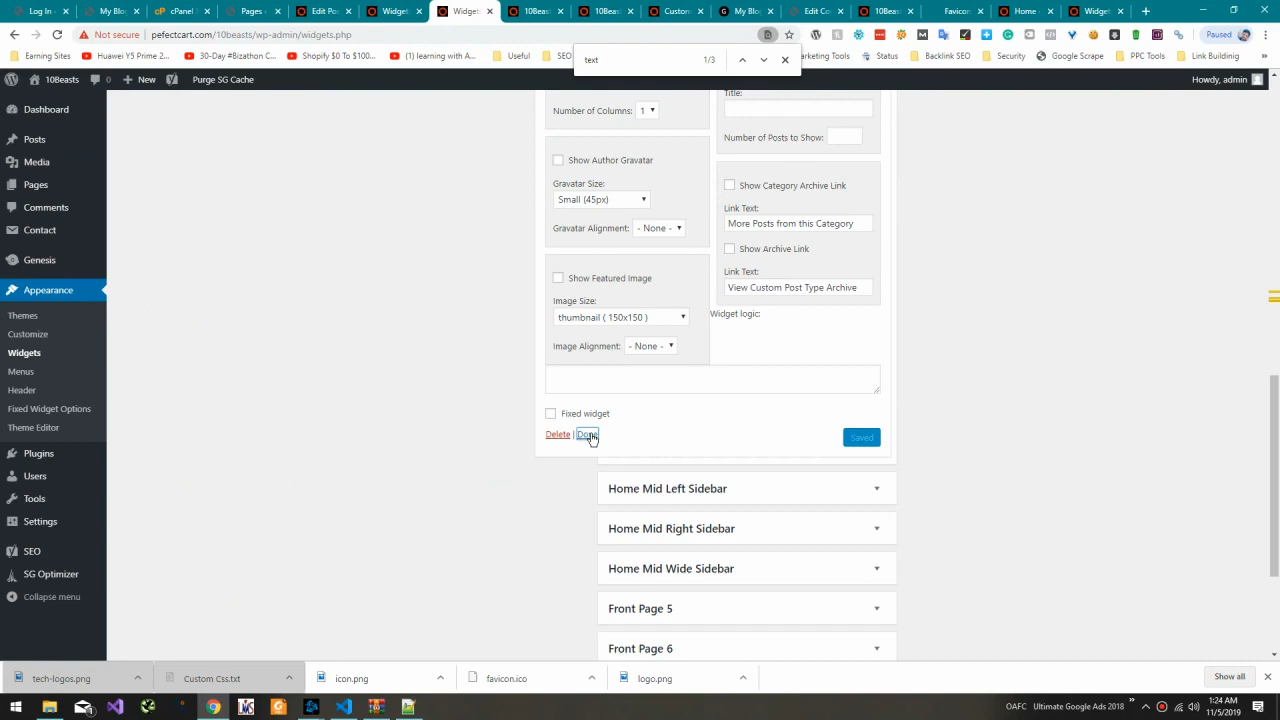 Log In -
My Blo
cPanel
Pages -
Edit Po
Widget
Widget
10Beas
10Beas
Custom
My Blo
Edit Co
10Beas
Favicon
Home -
Widget
Not secure
pefectcart.com/10beasts/wp-admin/widgets.php
Paused
Earning Sites
Huawei Y5 Prime 2...
30-Day #Bizathon C...
Shopify $0 To $0...
(1) learning with A...
Useful
SEO
arketing Tools
Status
Backlink SEO
Security
Google Scrape
PPC Tools
Link Buildinig
text
1/3
10Beasts
0
New
Purge SG Cache
Howdy, admin
Dashboard
Posts
Media
Pages
Comments
Contact
Genesis
Appearance
Themes
Customize
Widgets
Menus
Header
Fixed Widget Options
Theme Editor
Plugins
Users
Tools
Settings
SEO
SG Optimizer
Collapse menu
Number of Columns: 1
Show Author Gravatar
Gravatar Size:
Small (45px)
Gravatar Alignment: - None -
Show Featured Image
Image Size:
thumbnail ( 150x150 )
Image Alignment: - None -
Title:
Number of Posts to Show:
Show Category Archive Link
Link Text:
More Posts from this Category
Show Archive Link
Link Text:
View Custom Post Type Archive
Widget logic:
Fixed widget
Delete | Done
Saved
Home Mid Left Sidebar
Home Mid Right Sidebar
Home Mid Wide Sidebar
Front Page 5
Front Page 6
tech-logos.png
Custom Css.txt
icon.png
favicon.ico
logo.png
Show all
OAFC
Ultimate Google Ads 2018
1:24 AM
11/5/2019